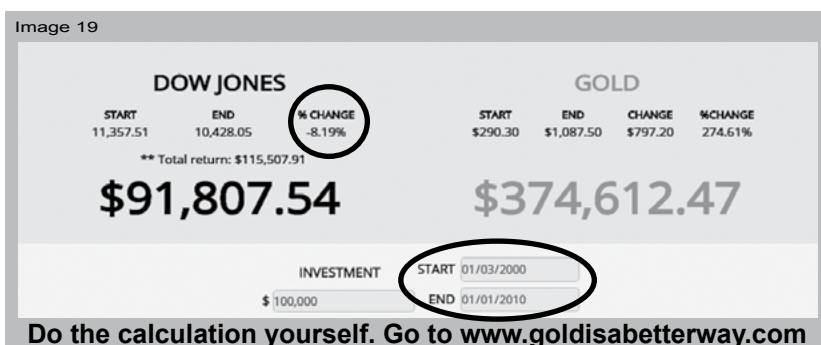 Image 19
DOW JONES
START END % CHANGE
11,357.51 10,428.05 -8.19%
** Total return: $115,507.91
$91,807.54
GOLD
START END CHANGE %CHANGE
$290.30 $1,087.50 $797.20 274.61%
$374,612.47
INVESTMENT START 01/03/2000
$ 100,000 END 01/01/2010
Do the calculation yourself. Go to www.goldisabetterway.com